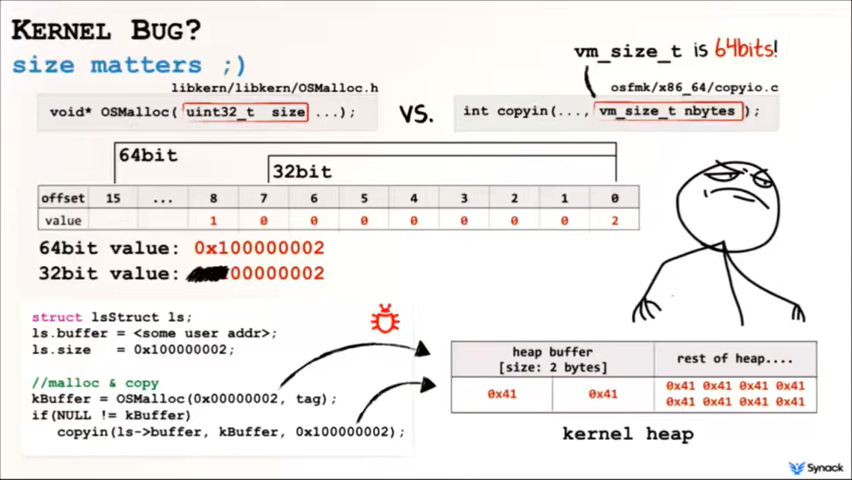 KERNEL BUG?
size matters ;)
vm_size_t is 64bits!
libkern/libkern/OSMalloc.h
void* OSMalloc( uint32_t size ...);
VS.
osfmk/x86_64/copyio.c
int copyin(..., vm_size_t nbytes );
64bit
32bit
offset 15 ... 8 7 6 5 4 3 2 1 0
value 1 0 0 0 0 0 0 0 2
64bit value: 0x100000002
32bit value: 00000002
struct lsStruct ls;
ls.buffer = <some user addr>;
ls.size = 0x100000002;
//malloc & copy
kBuffer = OSMalloc(0x00000002, tag);
if(NULL != kBuffer)
copyin(ls->buffer, kBuffer, 0x100000002);
heap buffer
[size: 2 bytes]
rest of heap....
0x41 0x41
0x41 0x41 0x41 0x41
0x41 0x41 0x41 0x41
kernel heap
Synack